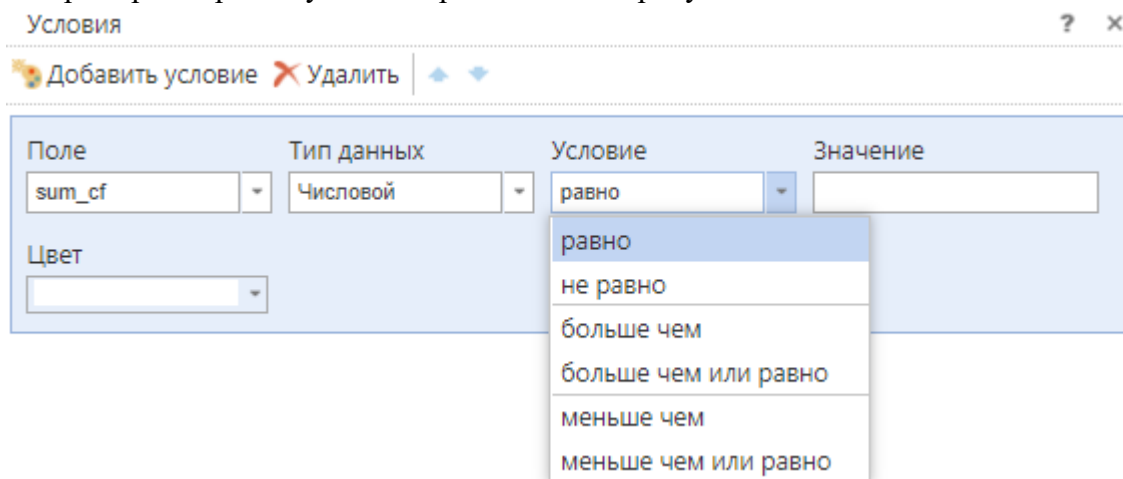 Условия ? ×
Добавить условие Удалить
Поле Тип данных Условие Значение
sum_cf Числовой равно
Цвет
равно
не равно
больше чем
больше чем или равно
меньше чем
меньше чем или равно